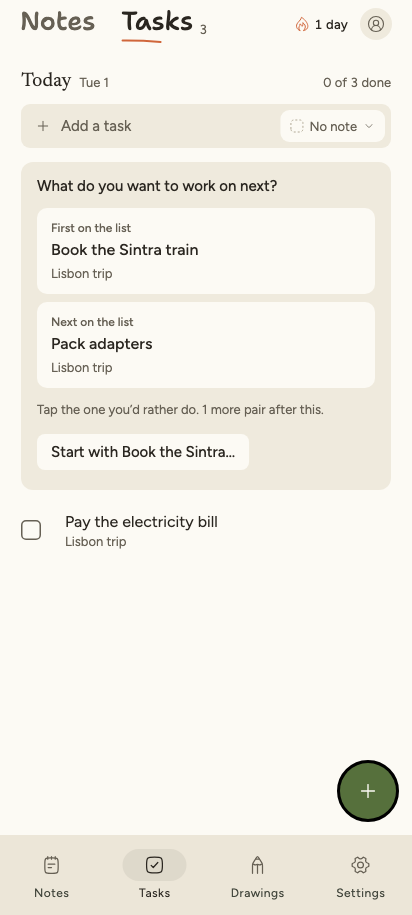 Notes Tasks 3 1 day
Today Tue 1 0 of 3 done
Add a task No note
What do you want to work on next?
First on the list
Book the Sintra train
Lisbon trip
Next on the list
Pack adapters
Lisbon trip
Tap the one you’d rather do. 1 more pair after this.
Start with Book the Sintra…
Pay the electricity bill
Lisbon trip
Notes Tasks Drawings Settings